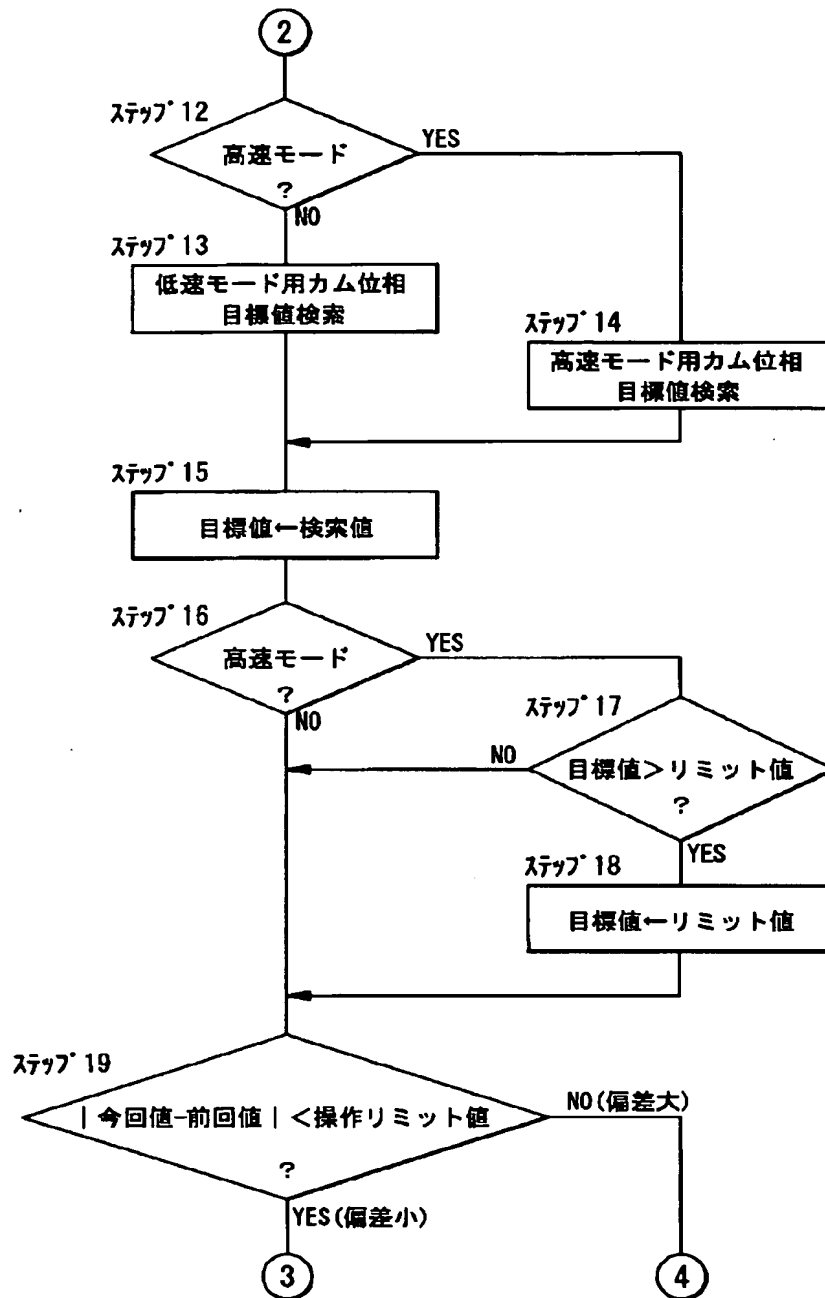 2
ステップ12
高速モード
?
YES
NO
ステップ13
低速モード用カム位相
目標値検索
ステップ14
高速モード用カム位相
目標値検索
ステップ15
目標値←検索値
ステップ16
高速モード
?
YES
NO
ステップ17
目標値>リミット値
?
NO
YES
ステップ18
目標値←リミット値
ステップ19
|今回値-前回値|<操作リミット値
?
NO(偏差大)
YES(偏差小)
3
4